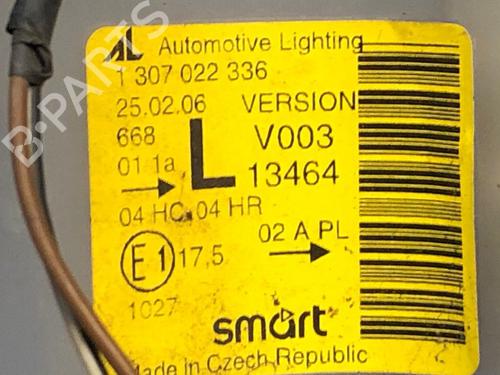 AL Automotive Lighting
1 307 022 336
25.02.06 VERSION
668 L V003
01 1a 13464
04 HC 04 HR
E1 17,5 02 A PL
1027
smart
Made in Czech Republic
B-PARTS